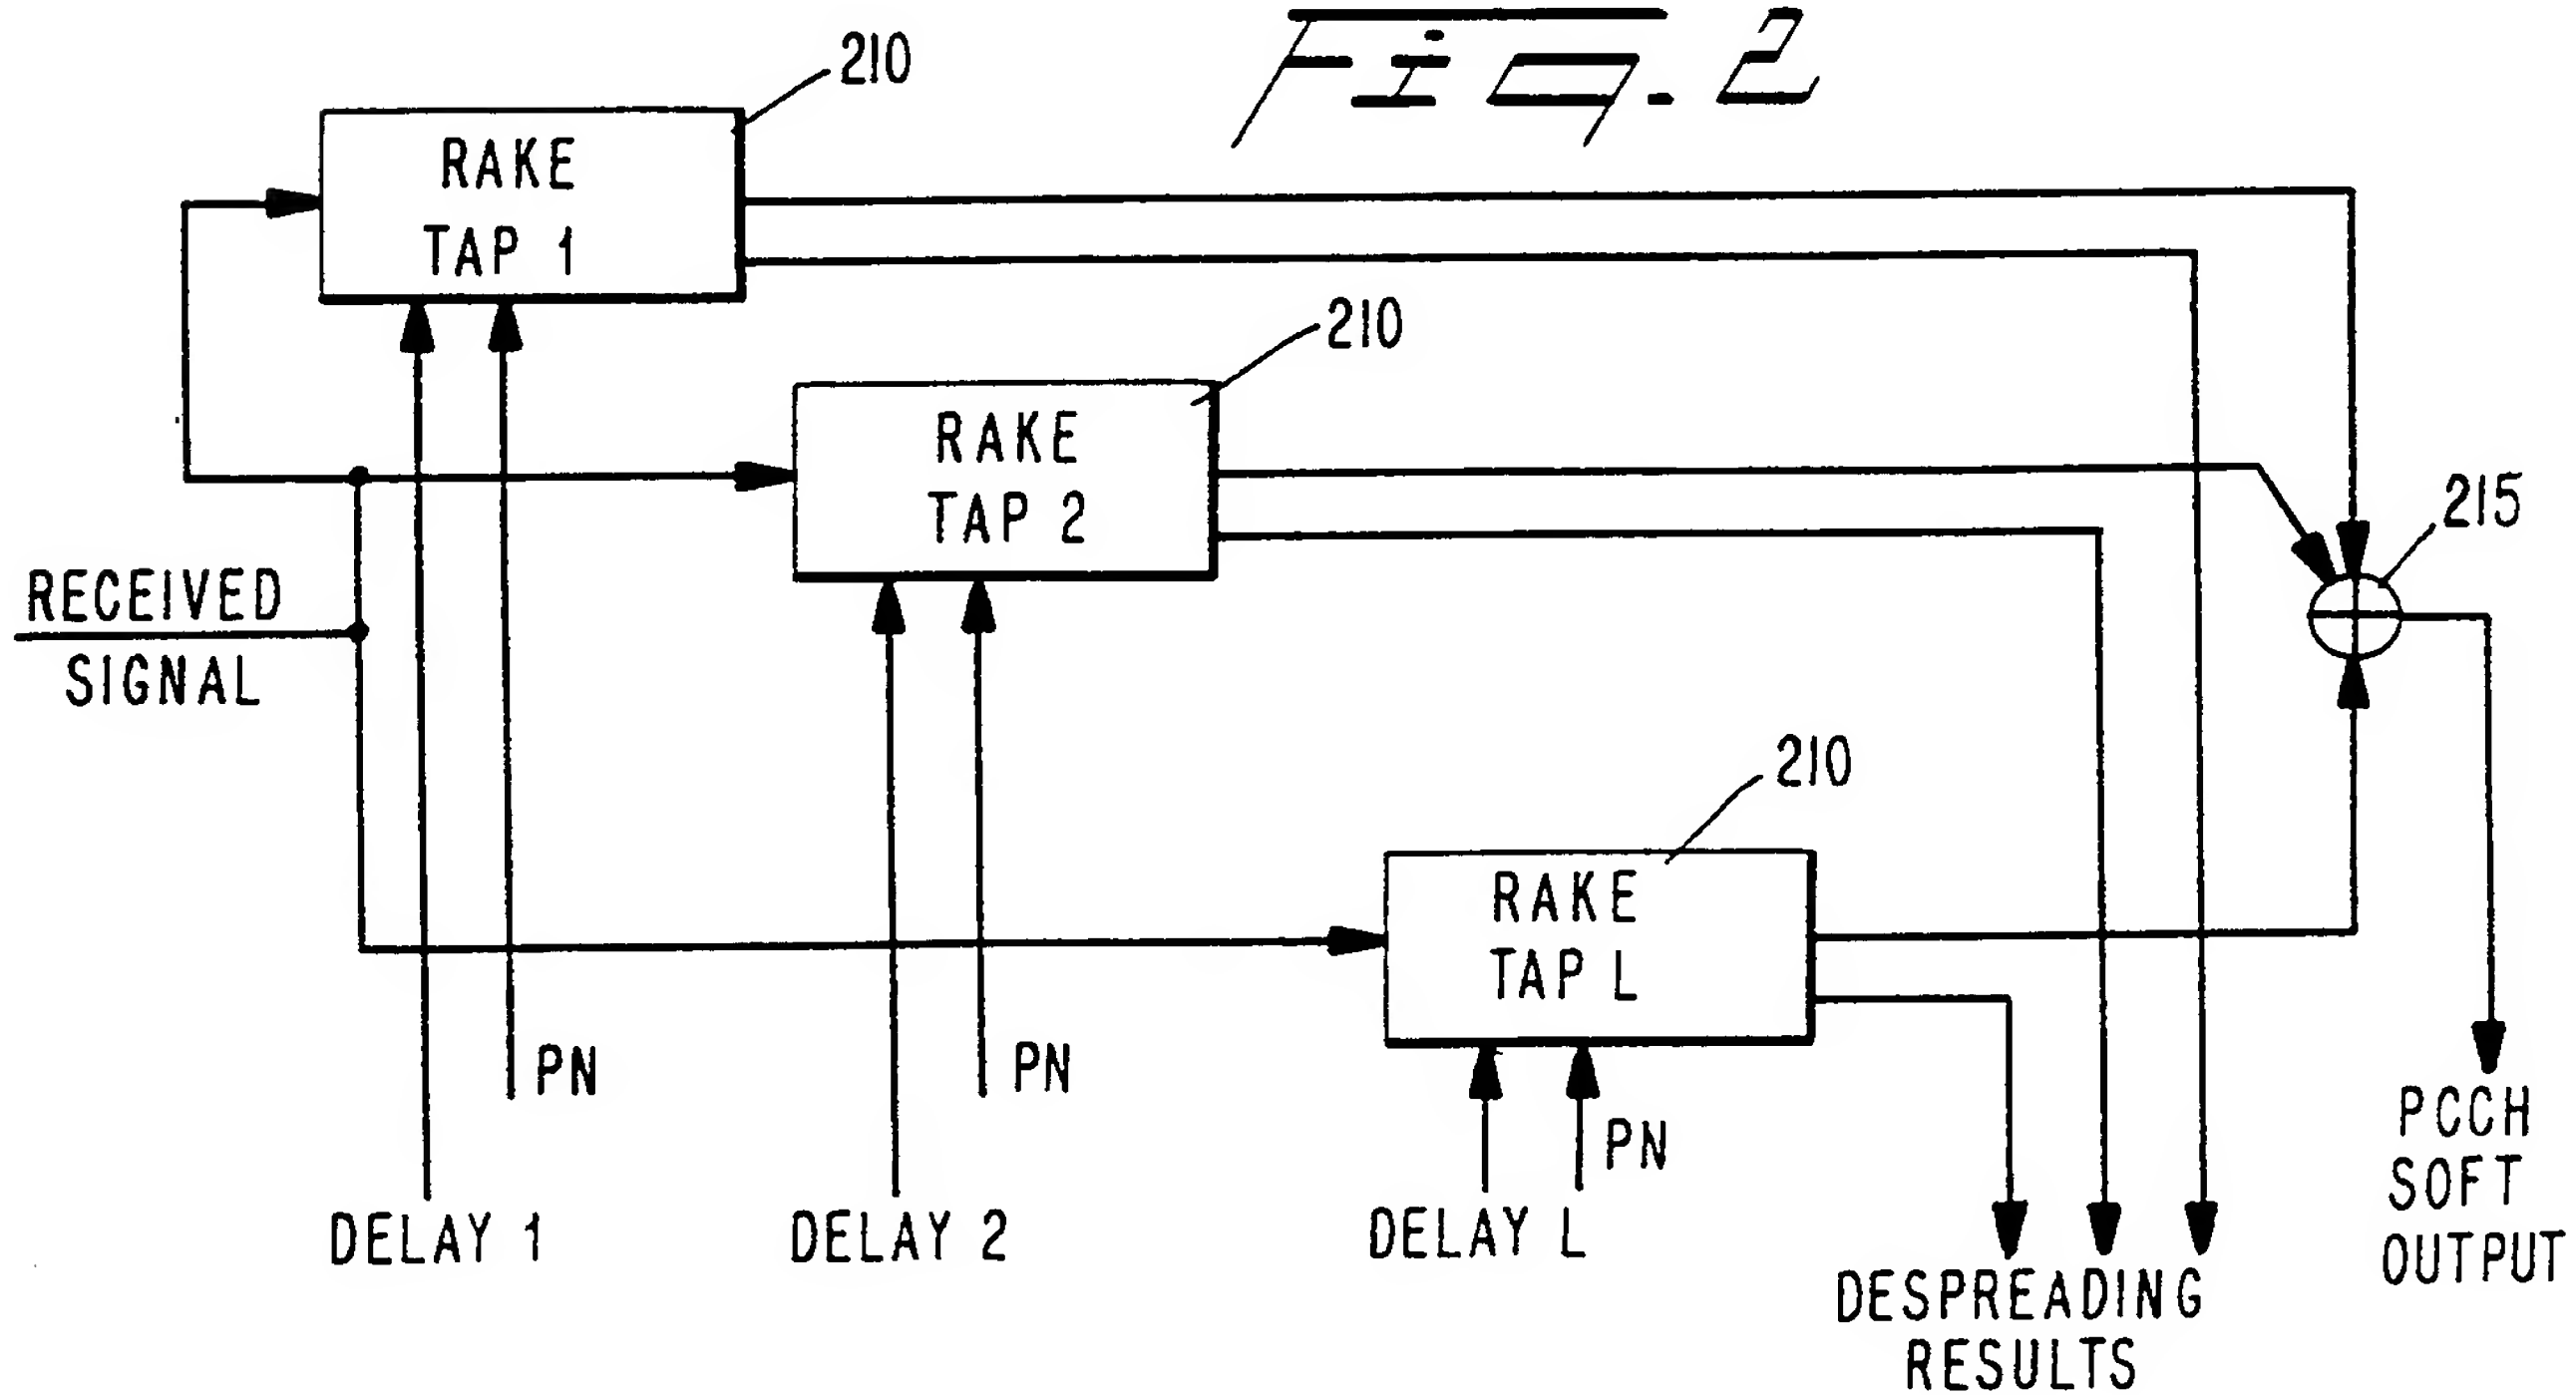 Fig. 2
210
RAKE
TAP 1
210
RAKE
TAP 2
215
RECEIVED
SIGNAL
210
RAKE
TAP L
PN
PN
PN
DELAY 1
DELAY 2
DELAY L
PCCH
SOFT
OUTPUT
DESPREADING
RESULTS